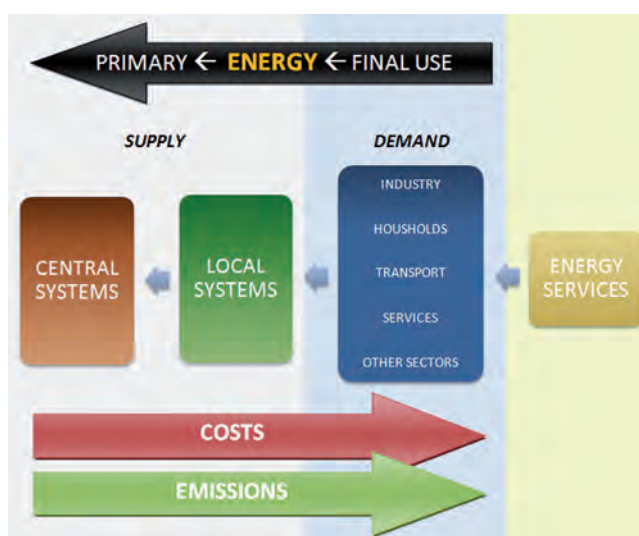 PRIMARY ← ENERGY ← FINAL USE
SUPPLY
DEMAND
CENTRAL
SYSTEMS
LOCAL
SYSTEMS
INDUSTRY
HOUSHOLDS
TRANSPORT
SERVICES
OTHER SECTORS
ENERGY
SERVICES
COSTS
EMISSIONS